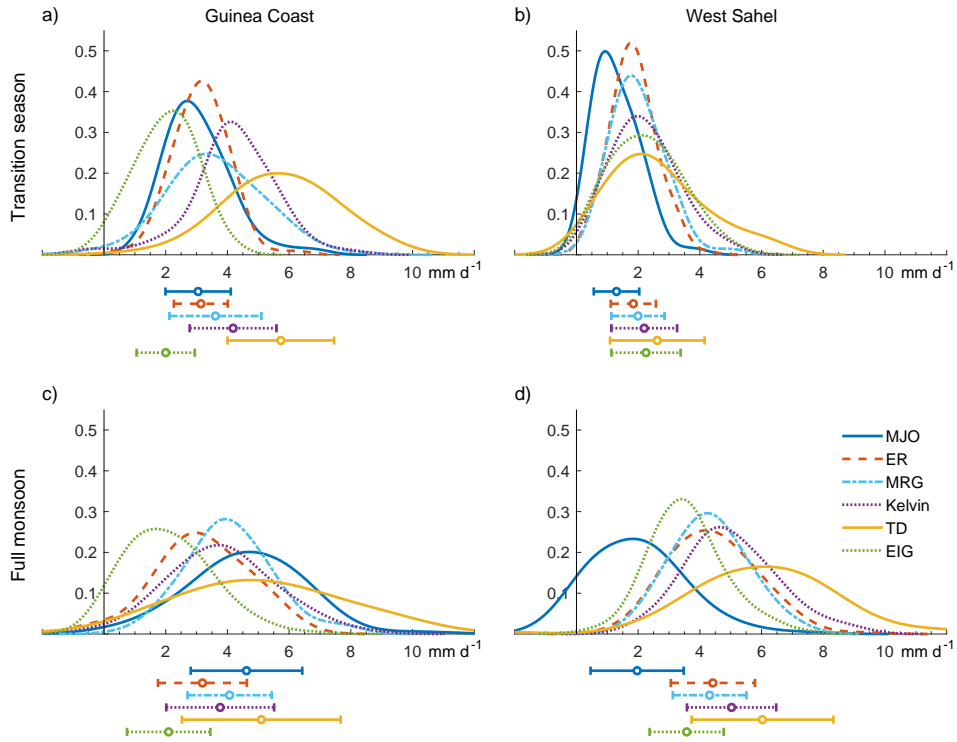 a)
Guinea Coast
b)
West Sahel
Transition season
0.5
0.4
0.3
0.2
0.1
2 4 6 8 10 mm d⁻¹
0.5
0.4
0.3
0.2
0.1
2 4 6 8 10 mm d⁻¹
c)
d)
Full monsoon
0.5
0.4
0.3
0.2
0.1
2 4 6 8 10 mm d⁻¹
0.5
0.4
0.3
0.2
0.1
2 4 6 8 10 mm d⁻¹
MJO
ER
MRG
Kelvin
TD
EIG